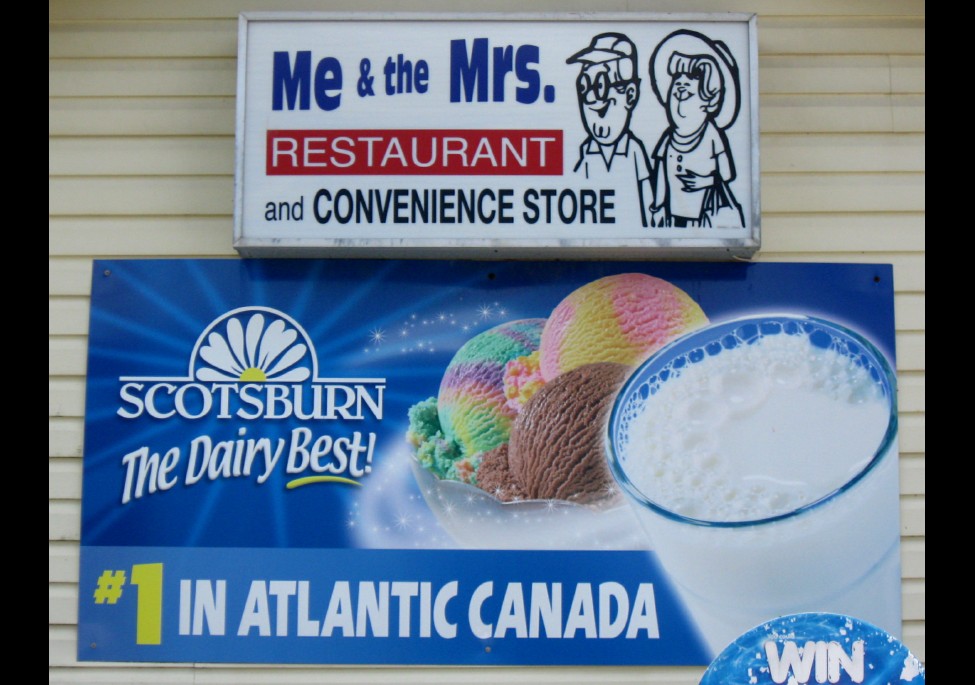 Me & the Mrs.
RESTAURANT
and CONVENIENCE STORE
SCOTSBURN
The Dairy Best!
#1 IN ATLANTIC CANADA
WIN